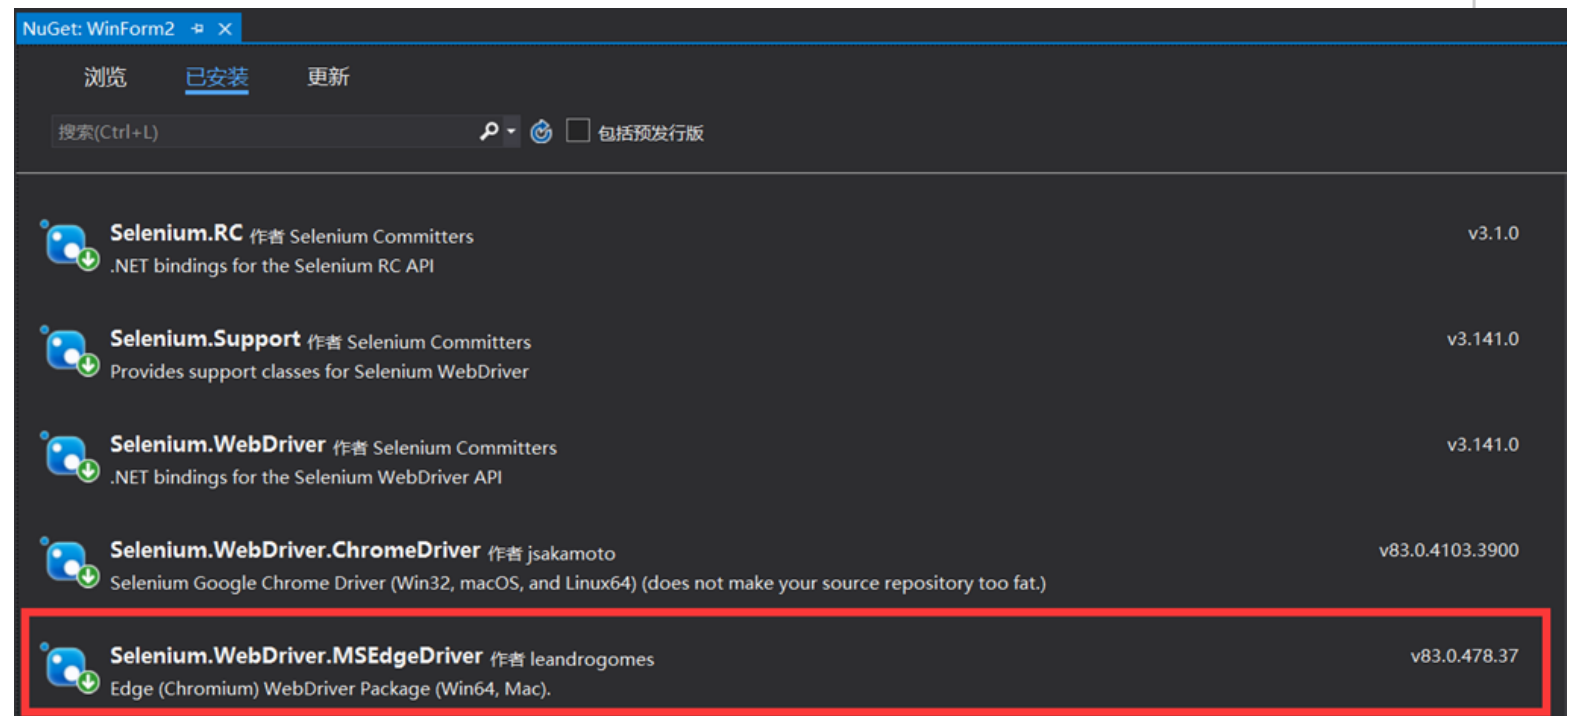 NuGet: WinForm2
浏览 已安装 更新
搜索(Ctrl+L) 包括预发行版
Selenium.RC 作者 Selenium Committers v3.1.0
.NET bindings for the Selenium RC API
Selenium.Support 作者 Selenium Committers v3.141.0
Provides support classes for Selenium WebDriver
Selenium.WebDriver 作者 Selenium Committers v3.141.0
.NET bindings for the Selenium WebDriver API
Selenium.WebDriver.ChromeDriver 作者 jsakamoto v83.0.4103.3900
Selenium Google Chrome Driver (Win32, macOS, and Linux64) (does not make your source repository too fat.)
Selenium.WebDriver.MSEdgeDriver 作者 leandrogomes v83.0.478.37
Edge (Chromium) WebDriver Package (Win64, Mac).